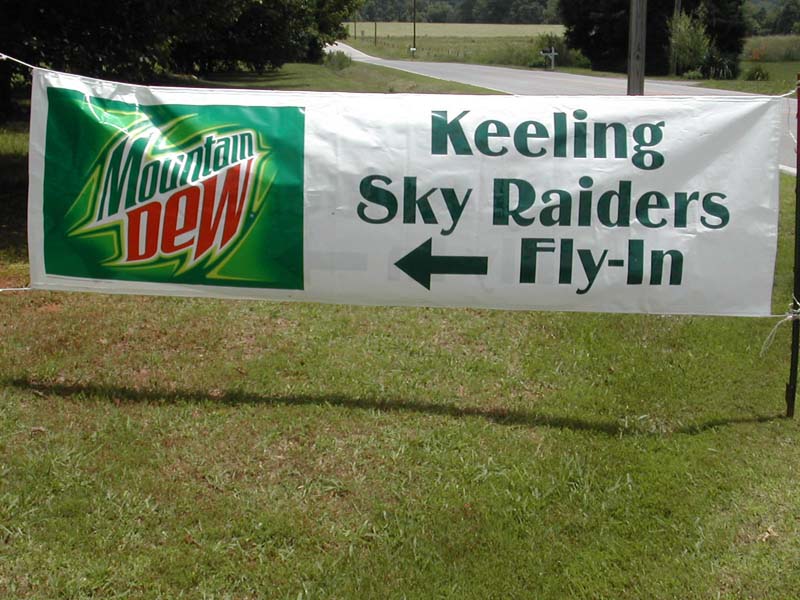 Mountain
Dew
Keeling
Sky Raiders
Fly-In